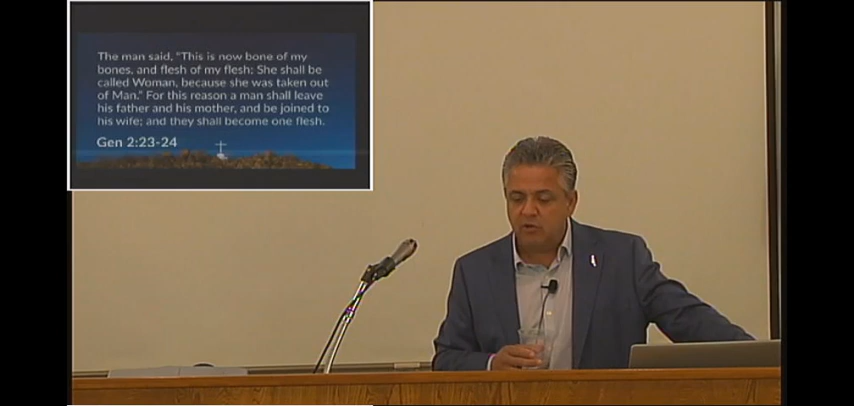 The man said, "This is now bone of my
bones, and flesh of my flesh; She shall be
called Woman, because she was taken out
of Man." For this reason a man shall leave
his father and his mother, and be joined to
his wife; and they shall become one flesh.
Gen 2:23-24